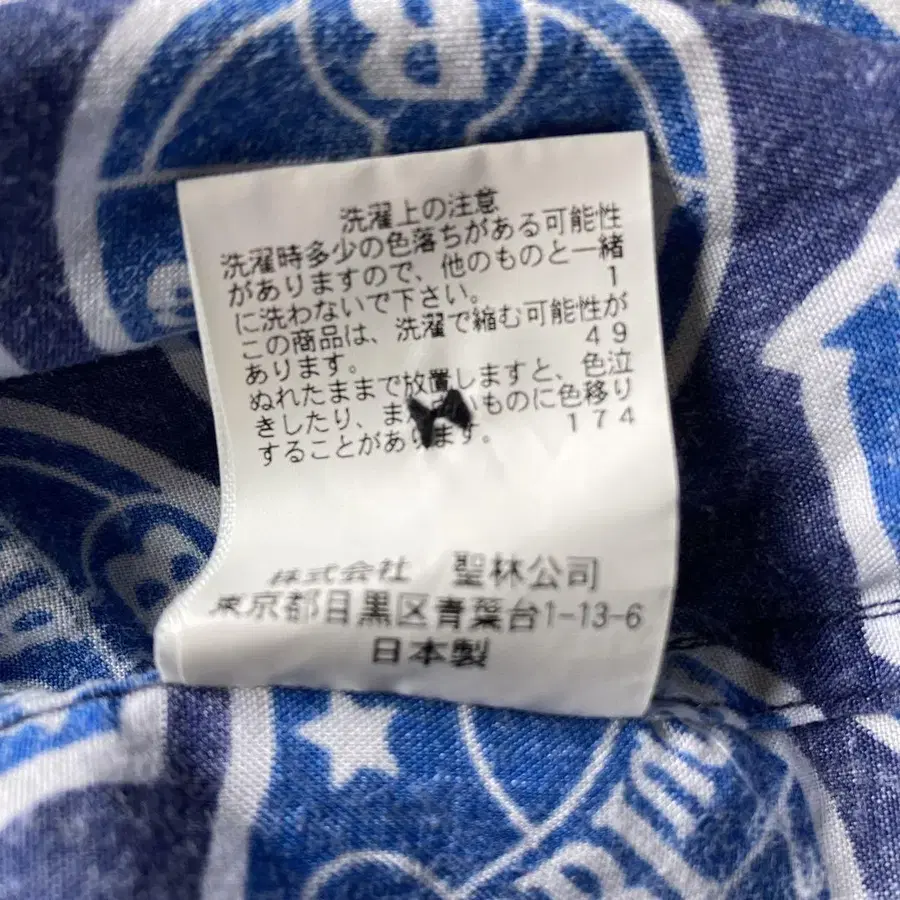 B
洗濯上の注意
洗濯時多少の色落ちがある可能性
がありますので、他のものと一緒
に洗わないで下さい。 1
この商品は、洗濯で縮む可能性が
あります。 49
ぬれたままで放置しますと、色泣
きしたり、また いものに色移り
することがあります。 174
株式会社 聖林公司
東京都目黒区青葉台1-13-6
日本製
B
BLUE